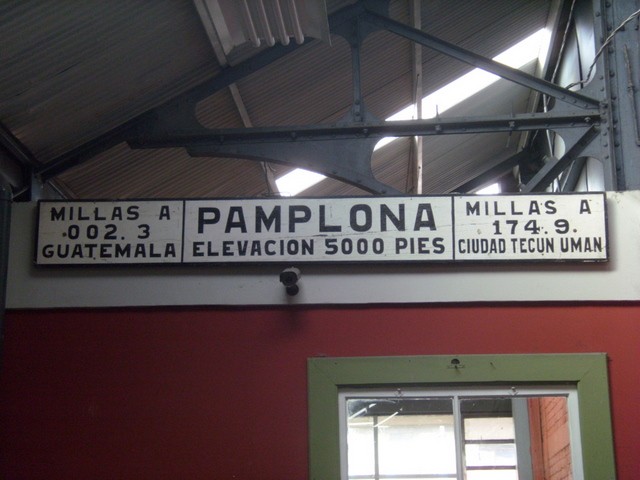 MILLAS A
002.3
GUATEMALA
PAMPLONA
ELEVACION 5000 PIES
MILLAS A
174.9.
CIUDAD TECUN UMAN